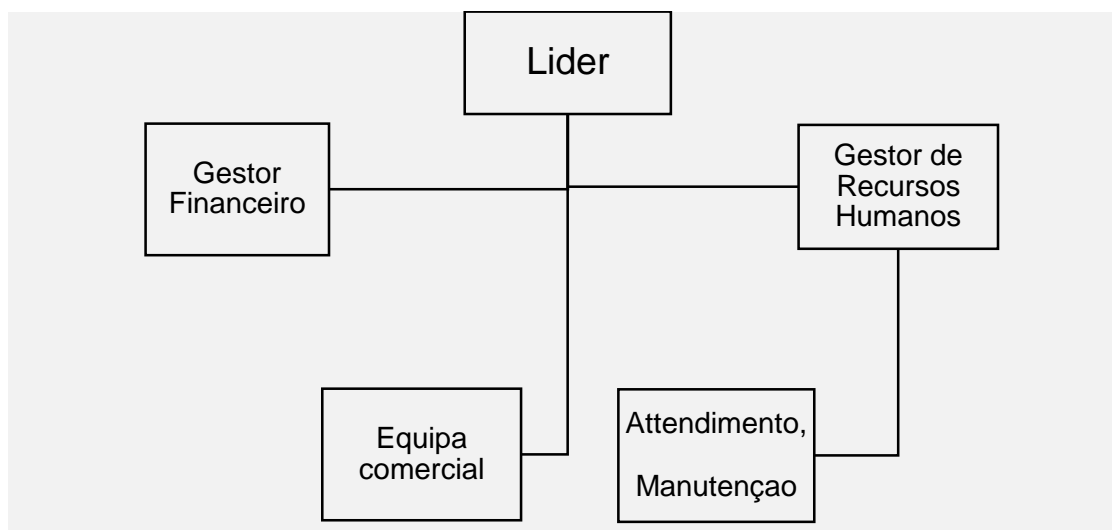 Lider
Gestor
Financeiro
Gestor de
Recursos
Humanos
Equipa
comercial
Attendimento,
Manutençao